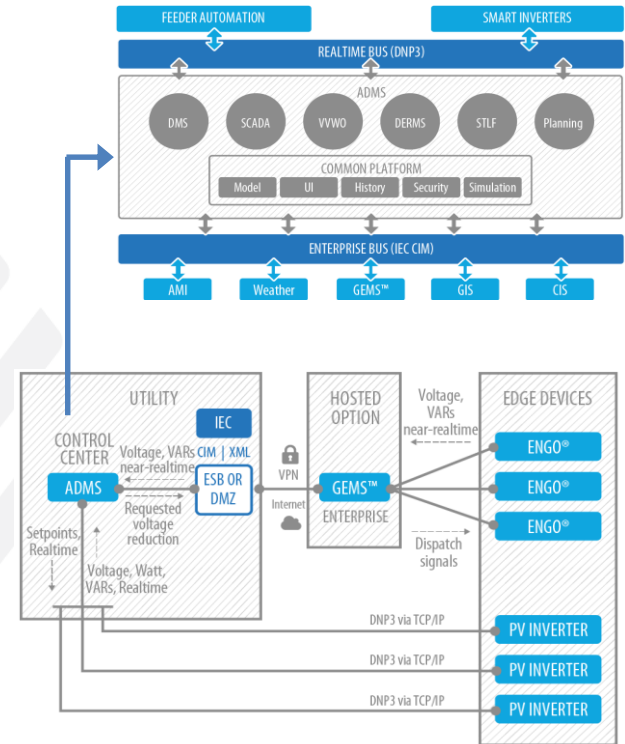 FEEDER AUTOMATION
SMART INVERTERS
REALTIME BUS (DNP3)
ADMS
DMS
SCADA
VVWO
DERMS
STLF
Planning
COMMON PLATFORM
Model
UI
History
Security
Simulation
ENTERPRISE BUS (IEC CIM)
AMI
Weather
GEMS™
GIS
CIS
UTILITY
IEC
CIM | XML
CONTROL
CENTER
ADMS
Voltage, VARs
near-realtime
ESB OR
DMZ
Requested
voltage
reduction
Setpoints,
Realtime
Voltage, Watt,
VARs, Realtime
VPN
Internet
HOSTED
OPTION
GEMS™
ENTERPRISE
Voltage,
VARs
near-realtime
Dispatch
signals
EDGE DEVICES
ENGO®
ENGO®
ENGO®
DNP3 via TCP/IP
PV INVERTER
DNP3 via TCP/IP
PV INVERTER
DNP3 via TCP/IP
PV INVERTER